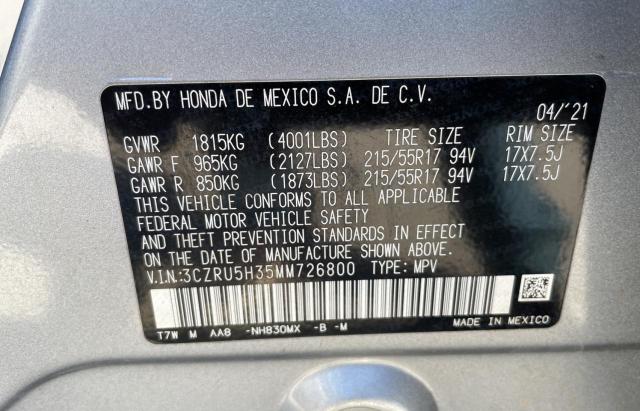 MFD.BY HONDA DE MEXICO S.A. DE C.V.
04/'21
GVWR 1815KG (4001LBS) TIRE SIZE RIM SIZE
GAWR F 965KG (2127LBS) 215/55R17 94V 17X7.5J
GAWR R 850KG (1873LBS) 215/55R17 94V 17X7.5J
THIS VEHICLE CONFORMS TO ALL APPLICABLE
FEDERAL MOTOR VEHICLE SAFETY
AND THEFT PREVENTION STANDARDS IN EFFECT
ON THE DATE OF MANUFACTURE SHOWN ABOVE.
V.I.N.:3CZRU5H35MM726800 TYPE: MPV
T7W M AA8 -NH830MX -B -M
MADE IN MEXICO